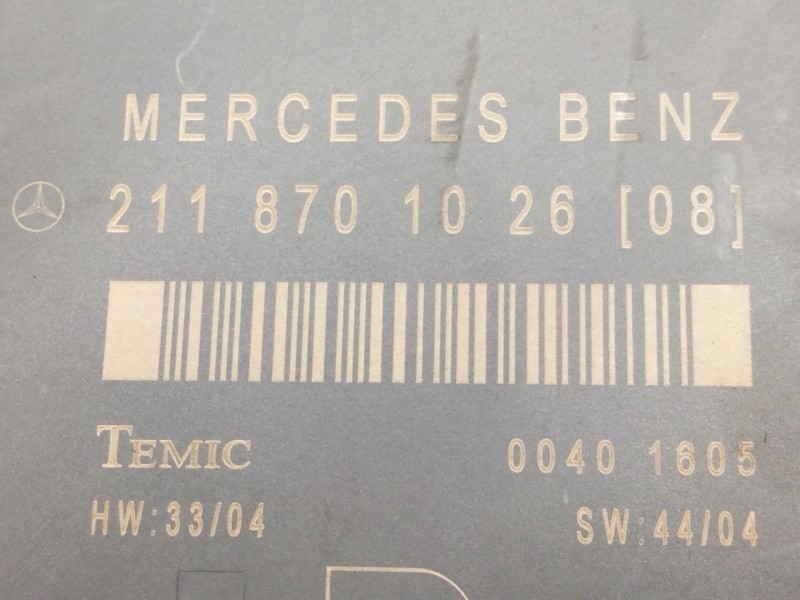 MERCEDES BENZ
211 870 10 26 [08]
TEMIC
0040 1605
HW:33/04
SW:44/04